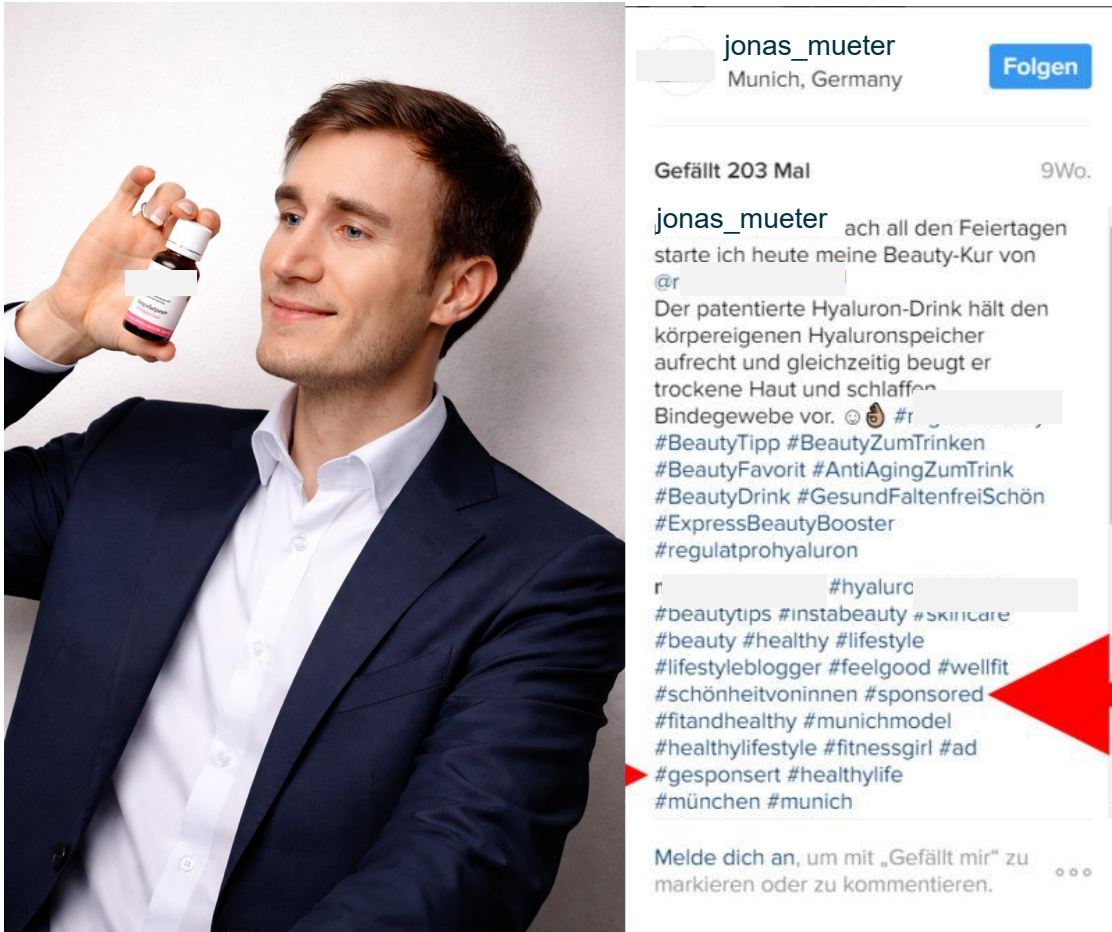 jonas_mueter
Munich, Germany
Folgen
Gefällt 203 Mal
9Wo.
jonas_mueter ach all den Feiertagen
starte ich heute meine Beauty-Kur von
@r
Der patentierte Hyaluron-Drink hält den
körpereigenen Hyaluronspeicher
aufrecht und gleichzeitig beugt er
trockene Haut und schlaffen
Bindegewebe vor. ☺👌🏽
#BeautyTipp #BeautyZumTrinken
#BeautyFavorit #AntiAgingZumTrink
#BeautyDrink #GesundFaltenfreiSchön
#ExpressBeautyBooster
#regulatprohyaluron
#hyaluro
#beautytips #instabeauty #skincare
#beauty #healthy #lifestyle
#lifestyleblogger #feelgood #wellfit
#schönheitvoninnen #sponsored
#fitandhealthy #munichmodel
#healthylifestyle #fitnessgirl #ad
#gesponsert #healthylife
#münchen #munich
Melde dich an, um mit „Gefällt mir“ zu
markieren oder zu kommentieren.